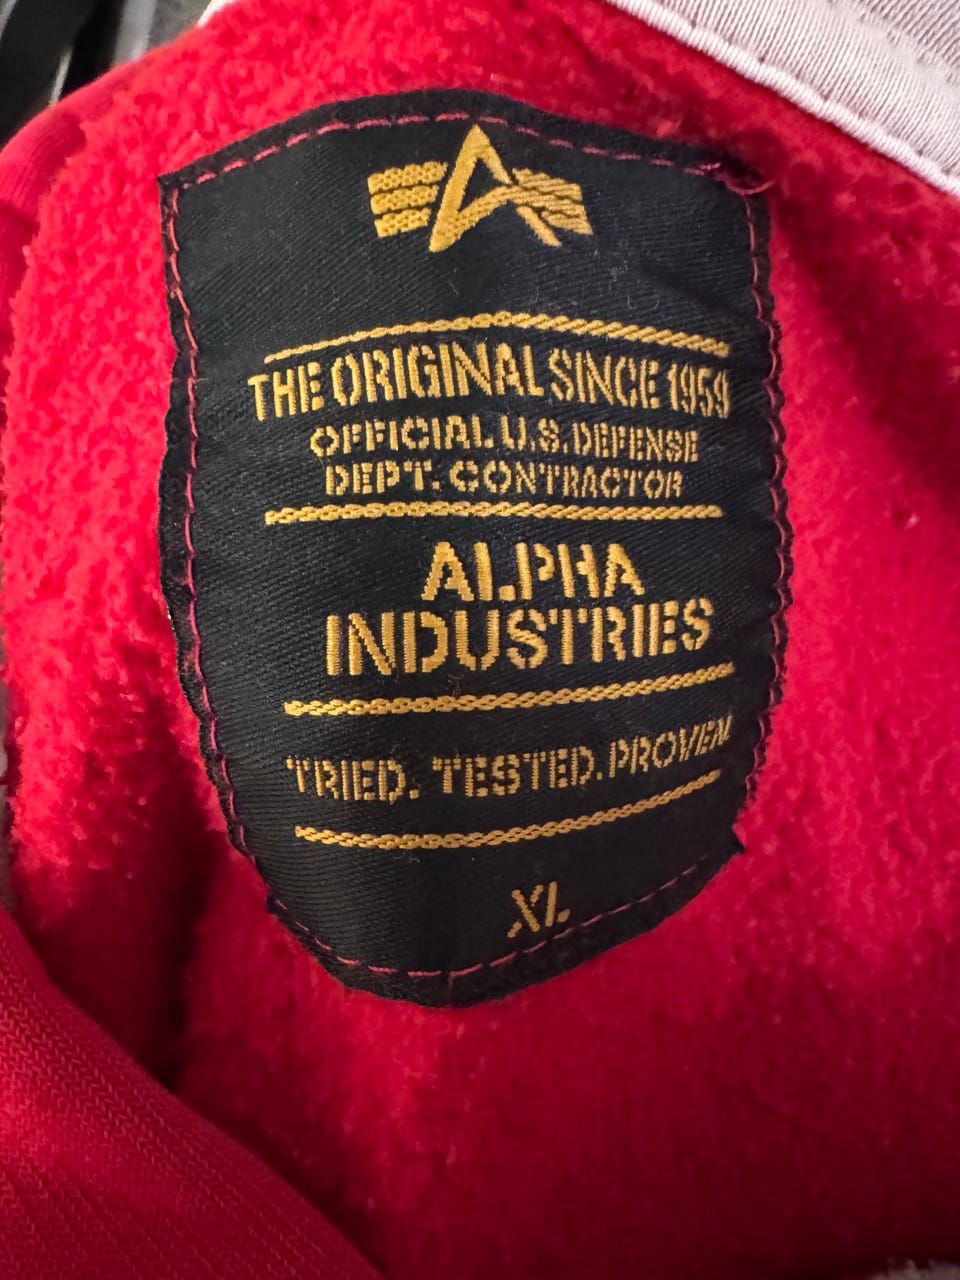 THE ORIGINAL SINCE 1959
OFFICIAL U.S. DEFENSE
DEPT. CONTRACTOR
ALPHA
INDUSTRIES
TRIED. TESTED. PROVEN.
XL